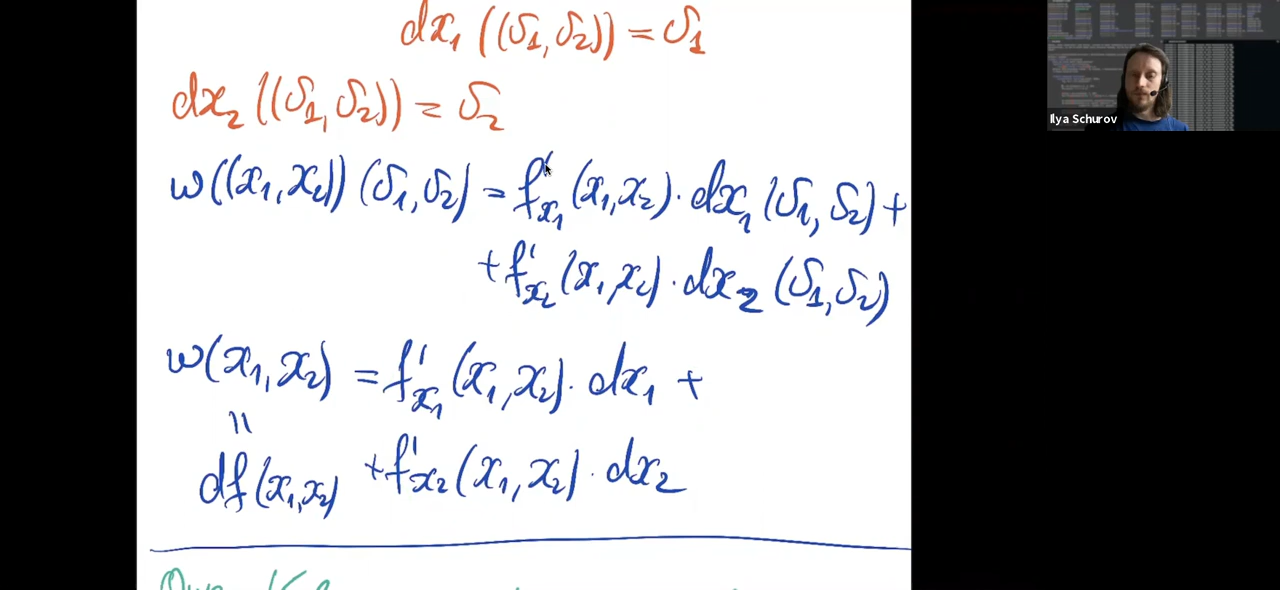 dx₁ ((δ₁, δ₂)) = δ₁
dx₂ ((δ₁, δ₂)) = δ₂
w((x₁, x₂)) (δ₁, δ₂) = f'x₁ (x₁, x₂) · dx₁ (δ₁, δ₂) +
+ f'x₂ (x₁, x₂) · dx₂ (δ₁, δ₂)
w(x₁, x₂) = f'x₁ (x₁, x₂) · dx₁ +
=
df(x₁, x₂) + f'x₂ (x₁, x₂) · dx₂
Ilya Schurov